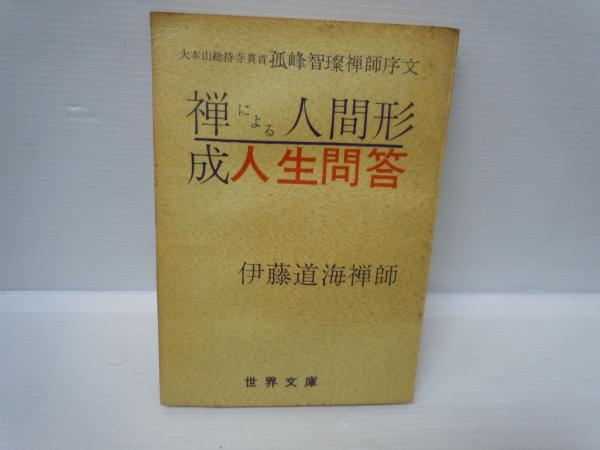 大本山総持寺貫首 孤峰智璨禅師序文
禅による人間形
成人生問答
伊藤道海禅師
世界文庫